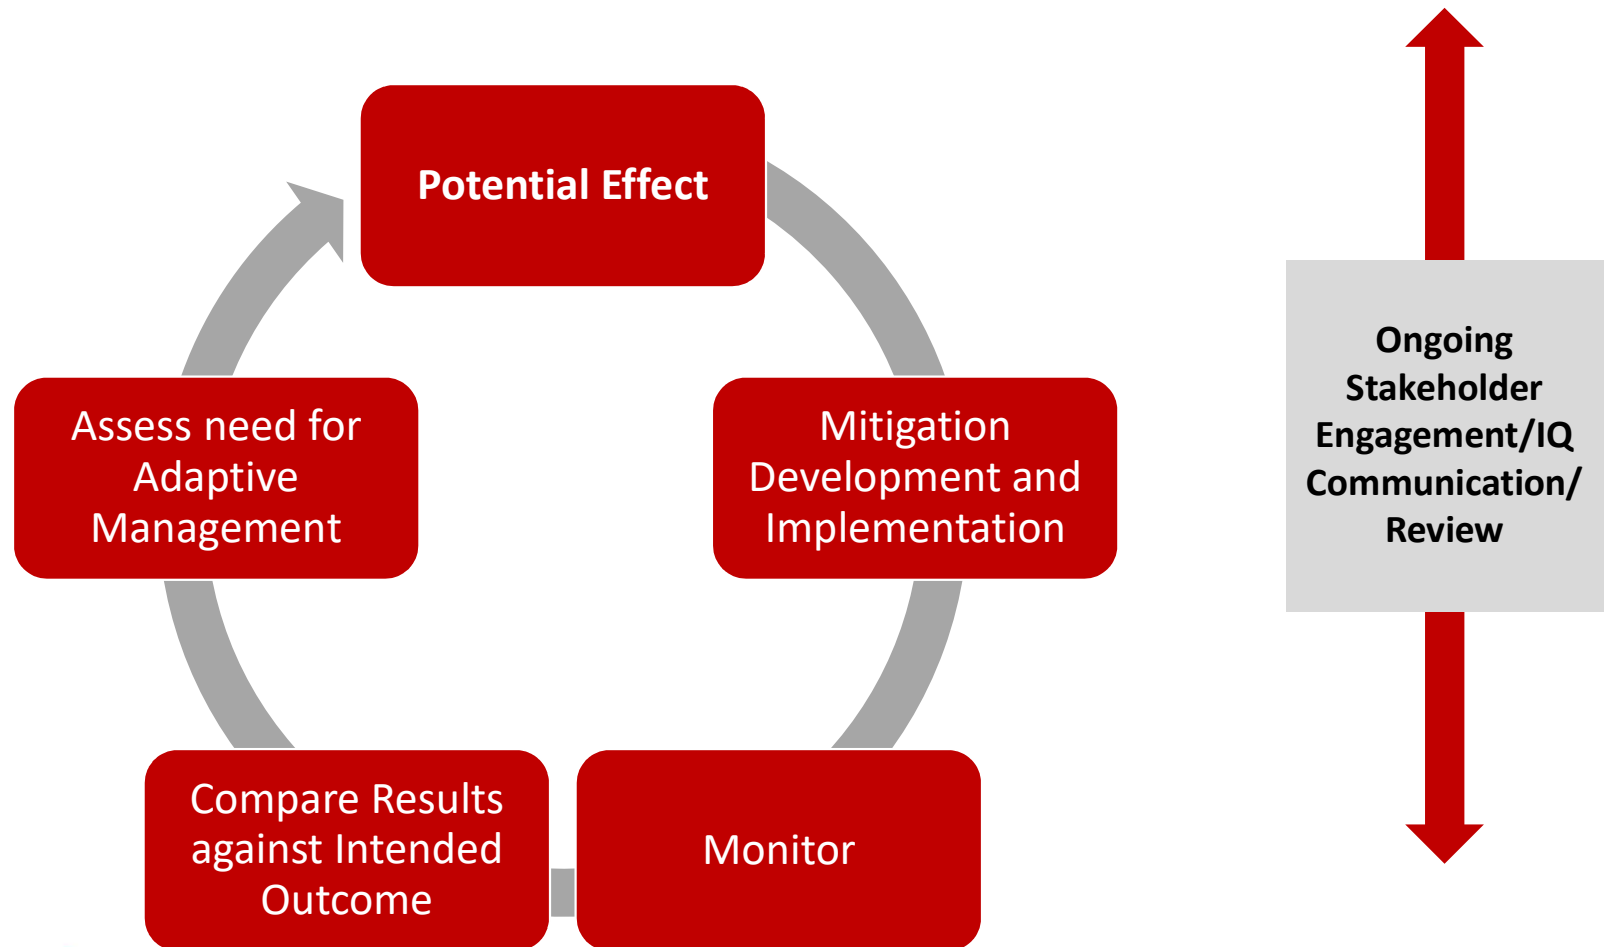 Potential Effect
Mitigation
Development and
Implementation
Monitor
Compare Results
against Intended
Outcome
Assess need for
Adaptive
Management
Ongoing
Stakeholder
Engagement/IQ
Communication/
Review